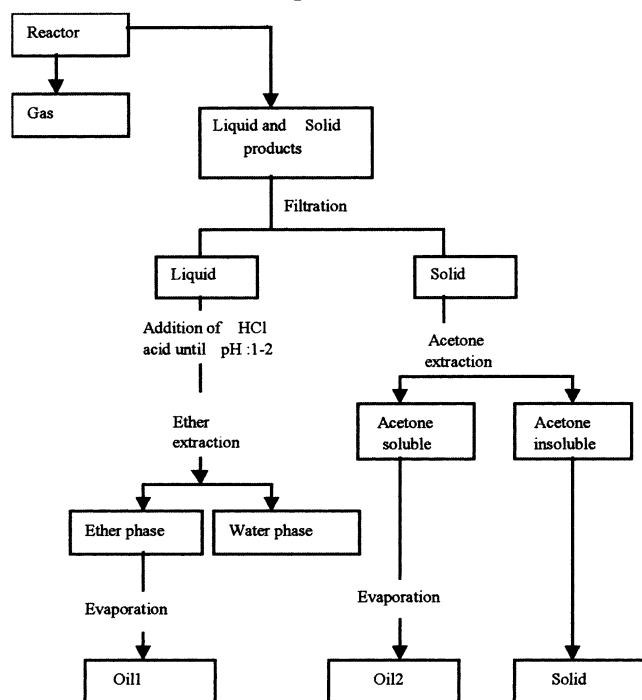 Reactor
Gas
Liquid and Solid
products
Filtration
Liquid
Solid
Addition of HCl
acid until pH :1-2
Acetone
extraction
Ether
extraction
Acetone
soluble
Acetone
insoluble
Ether phase
Water phase
Evaporation
Evaporation
Oil1
Oil2
Solid